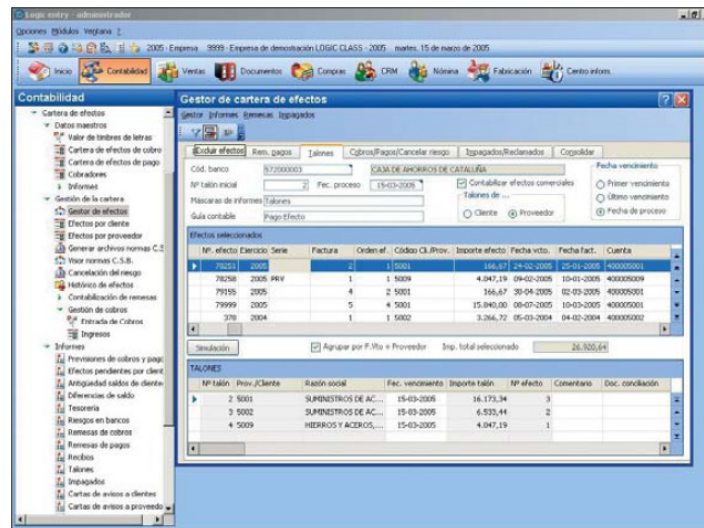 Logic entry - administrador
Opciones Módulos Ventana ?
2005 - Empresa 9999 - Empresa de demostración LOGIC CLASS - 2005 martes, 15 de marzo de 2005
Inicio Contabilidad Ventas Documentos Compras CRM Nómina Fabricación Centro inform.
Contabilidad
Cartera de efectos
Datos maestros
Valor de timbres de letras
Cartera de efectos de cobro
Cartera de efectos de pago
Cobradores
Informes
Gestión de la cartera
Gestor de efectos
Efectos por cliente
Efectos por proveedor
Generar archivos normas C.S
Visor normas C.S.B.
Cancelación del riesgo
Histórico de efectos
Contabilización de remesas
Gestión de cobros
Entrada de Cobros
Ingresos
Informes
Previsiones de cobros y pago
Efectos pendientes por client
Antigüedad saldos de cliente
Diferencias de saldo
Tesorería
Riesgos en bancos
Remesas de cobros
Remesas de pagos
Recibos
Talones
Impagados
Cartas de avisos a clientes
Cartas de avisos a proveedo
Gestor de cartera de efectos
Gestor Informes Remesas Impagados
Excluir efectos Rem. pagos Talones Cobros/Pagos/Cancelar riesgo Impagados/Reclamados Consolidar
Cód. banco 572000003 CAJA DE AHORROS DE CATALUÑA
Nº talón inicial 2 Fec. proceso 15-03-2005 Contabilizar efectos comerciales
Máscaras de informes Talones
Guía contable Pago Efecto
Talones de ...
Cliente Proveedor
Fecha vencimiento
Primer vencimiento
Último vencimiento
Fecha de proceso
Efectos seleccionados
Nº. efecto Ejercicio Serie Factura Orden ef. Código Cli./Prov. Importe efecto Fecha vcto. Fecha fact. Cuenta
78251 2005 2 1 5001 166,67 24-02-2005 25-01-2005 400005001
78258 2005 PRV 1 1 5009 4.047,19 09-02-2005 10-01-2005 400005009
79155 2005 4 2 5001 166,67 30-04-2005 02-03-2005 400005001
79999 2005 5 4 5001 15.840,00 08-07-2005 10-03-2005 400005001
378 2004 1 1 5002 3.266,72 05-03-2004 04-02-2004 400005002
Simulación Agrupar por F.Vto + Proveedor Imp. total seleccionado 26.920,64
TALONES
Nº talón Prov./Cliente Razón social Fec. vencimiento Importe talón Nº efecto Comentario Doc. conciliación
2 5001 SUMINISTROS DE AC... 15-03-2005 16.173,34 3
3 5002 SUMINISTROS DE AC... 15-03-2005 6.533,44 2
4 5009 HIERROS Y ACEROS,... 15-03-2005 4.047,19 1